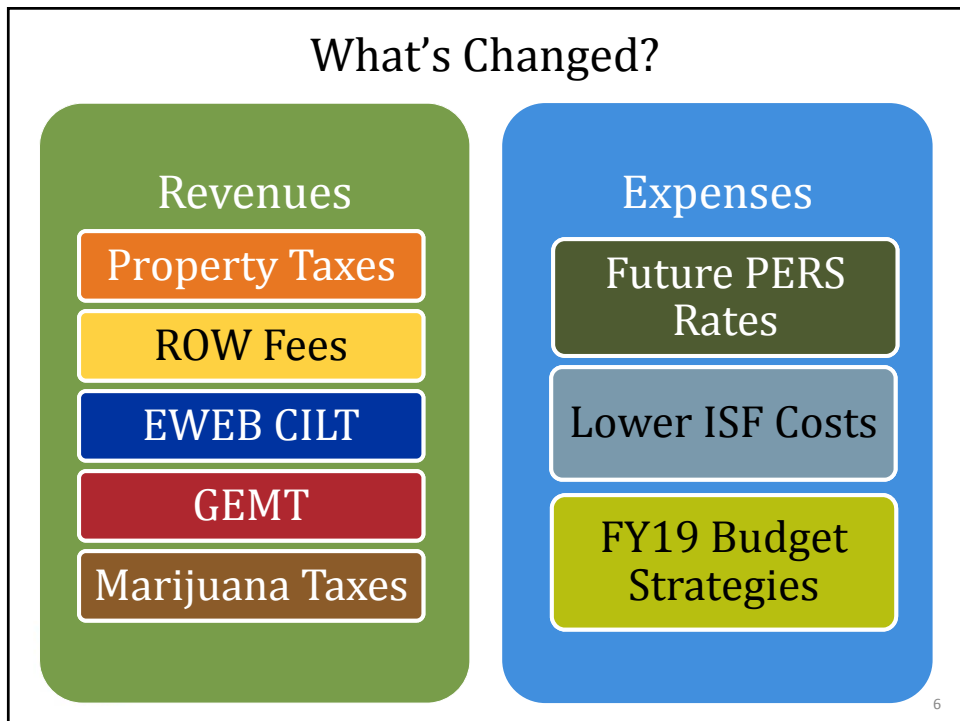 What’s Changed?
Revenues
Property Taxes
ROW Fees
EWEB CILT
GEMT
Marijuana Taxes
Expenses
Future PERS
Rates
Lower ISF Costs
FY19 Budget
Strategies
6